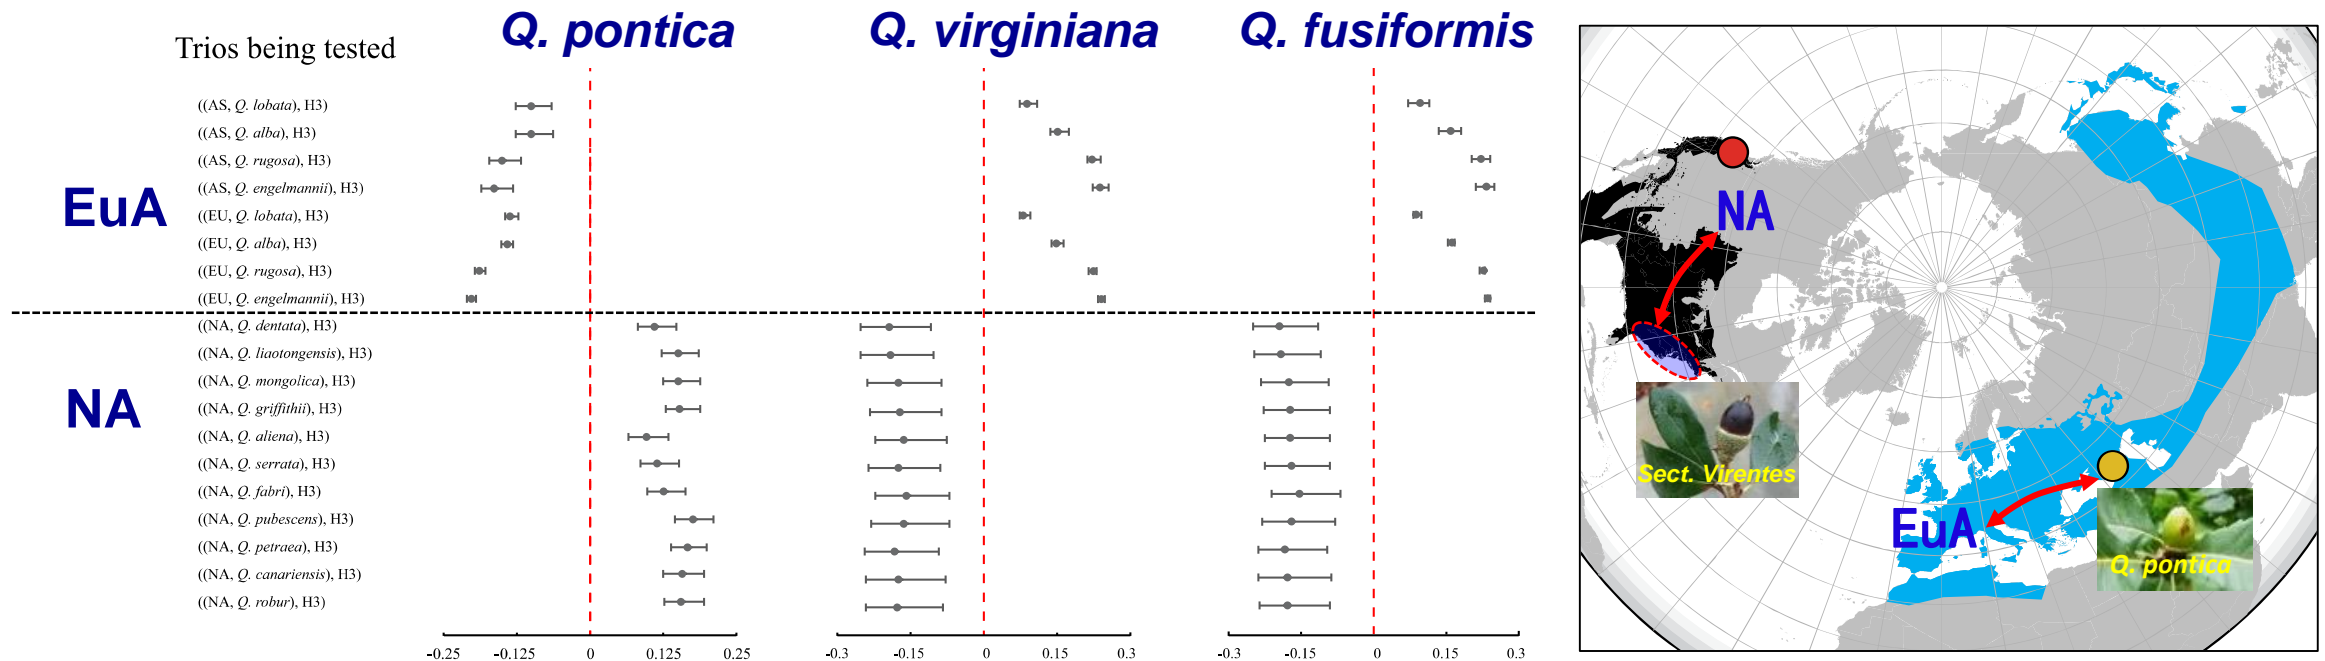 Trios being tested
Q. pontica
Q. virginiana
Q. fusiformis
EuA
((AS, Q. lobata), H3)
((AS, Q. alba), H3)
((AS, Q. rugosa), H3)
((AS, Q. engelmannii), H3)
((EU, Q. lobata), H3)
((EU, Q. alba), H3)
((EU, Q. rugosa), H3)
((EU, Q. engelmannii), H3)
NA
((NA, Q. dentata), H3)
((NA, Q. liaotongensis), H3)
((NA, Q. mongolica), H3)
((NA, Q. griffithii), H3)
((NA, Q. aliena), H3)
((NA, Q. serrata), H3)
((NA, Q. fabri), H3)
((NA, Q. pubescens), H3)
((NA, Q. petraea), H3)
((NA, Q. canariensis), H3)
((NA, Q. robur), H3)
-0.25 -0.125 0 0.125 0.25
-0.3 -0.15 0 0.15 0.3
-0.3 -0.15 0 0.15 0.3
NA
Sect. Virentes
EuA
Q. pontica